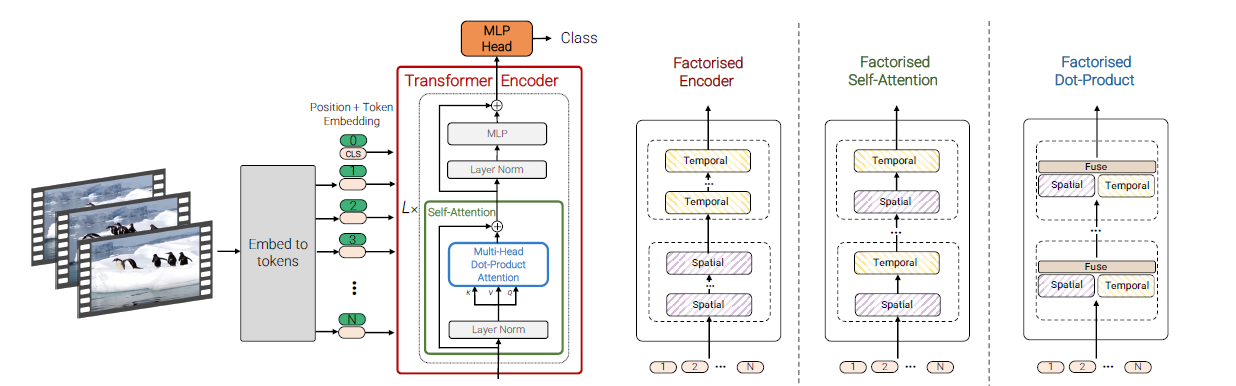 MLP
Head
Class
Transformer Encoder
Position + Token
Embedding
0
CLS
1
2
3
N
Embed to
tokens
L×
MLP
Layer Norm
Self-Attention
Multi-Head
Dot-Product
Attention
K V Q
Layer Norm
Factorised
Encoder
Temporal
...
Temporal
Spatial
...
Spatial
1 2 ... N
Factorised
Self-Attention
Temporal
Spatial
...
Temporal
Spatial
1 2 ... N
Factorised
Dot-Product
Fuse
Spatial Temporal
...
Fuse
Spatial Temporal
1 2 ... N